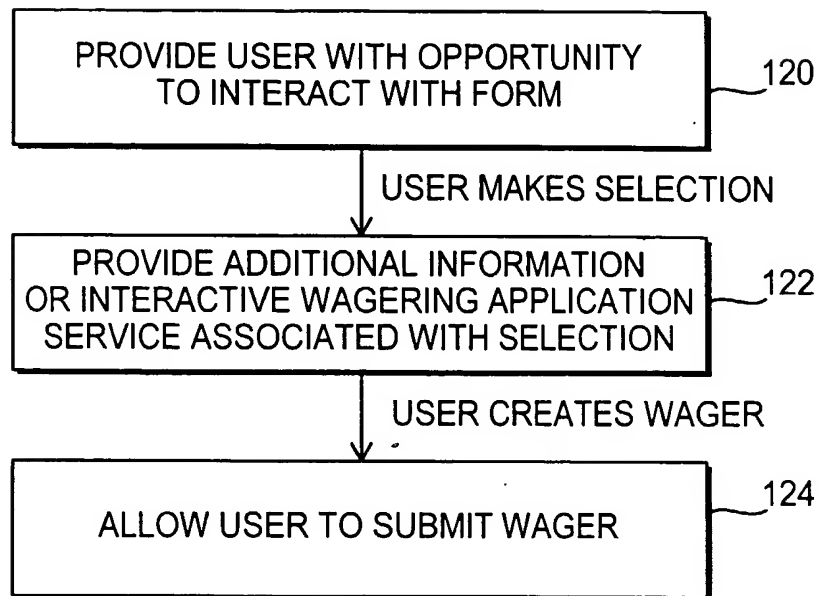 PROVIDE USER WITH OPPORTUNITY
TO INTERACT WITH FORM
120
USER MAKES SELECTION
PROVIDE ADDITIONAL INFORMATION
OR INTERACTIVE WAGERING APPLICATION
SERVICE ASSOCIATED WITH SELECTION
122
USER CREATES WAGER
ALLOW USER TO SUBMIT WAGER
124